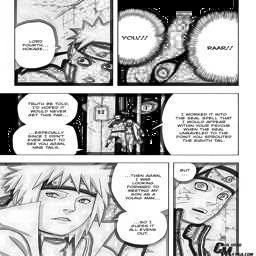 RAAR!!
YOU!!
LORD
FOURTH...
HOKAGE...
I WORKED IT INTO
THE SEAL SPELL THAT
I WOULD APPEAR
WITHIN YOUR PSYCHE
WHEN THE SEAL
UNRAVELED TO THE
POINT YOU SPROUTED
THE EIGHTH TAIL.
TRUTH BE TOLD,
I'D HOPED IT
WOULD NEVER
GET THIS FAR...
...ESPECIALLY
SINCE I DIDN'T
EVER WANT TO
SEE YOU AGAIN,
NINE TAILS.
BUT...
...THEN AGAIN,
I WAS
LOOKING
FORWARD TO
MEETING
MY SON AS A
YOUNG MAN...
...SO I
GUESS IT
ALL EVENS
OUT.